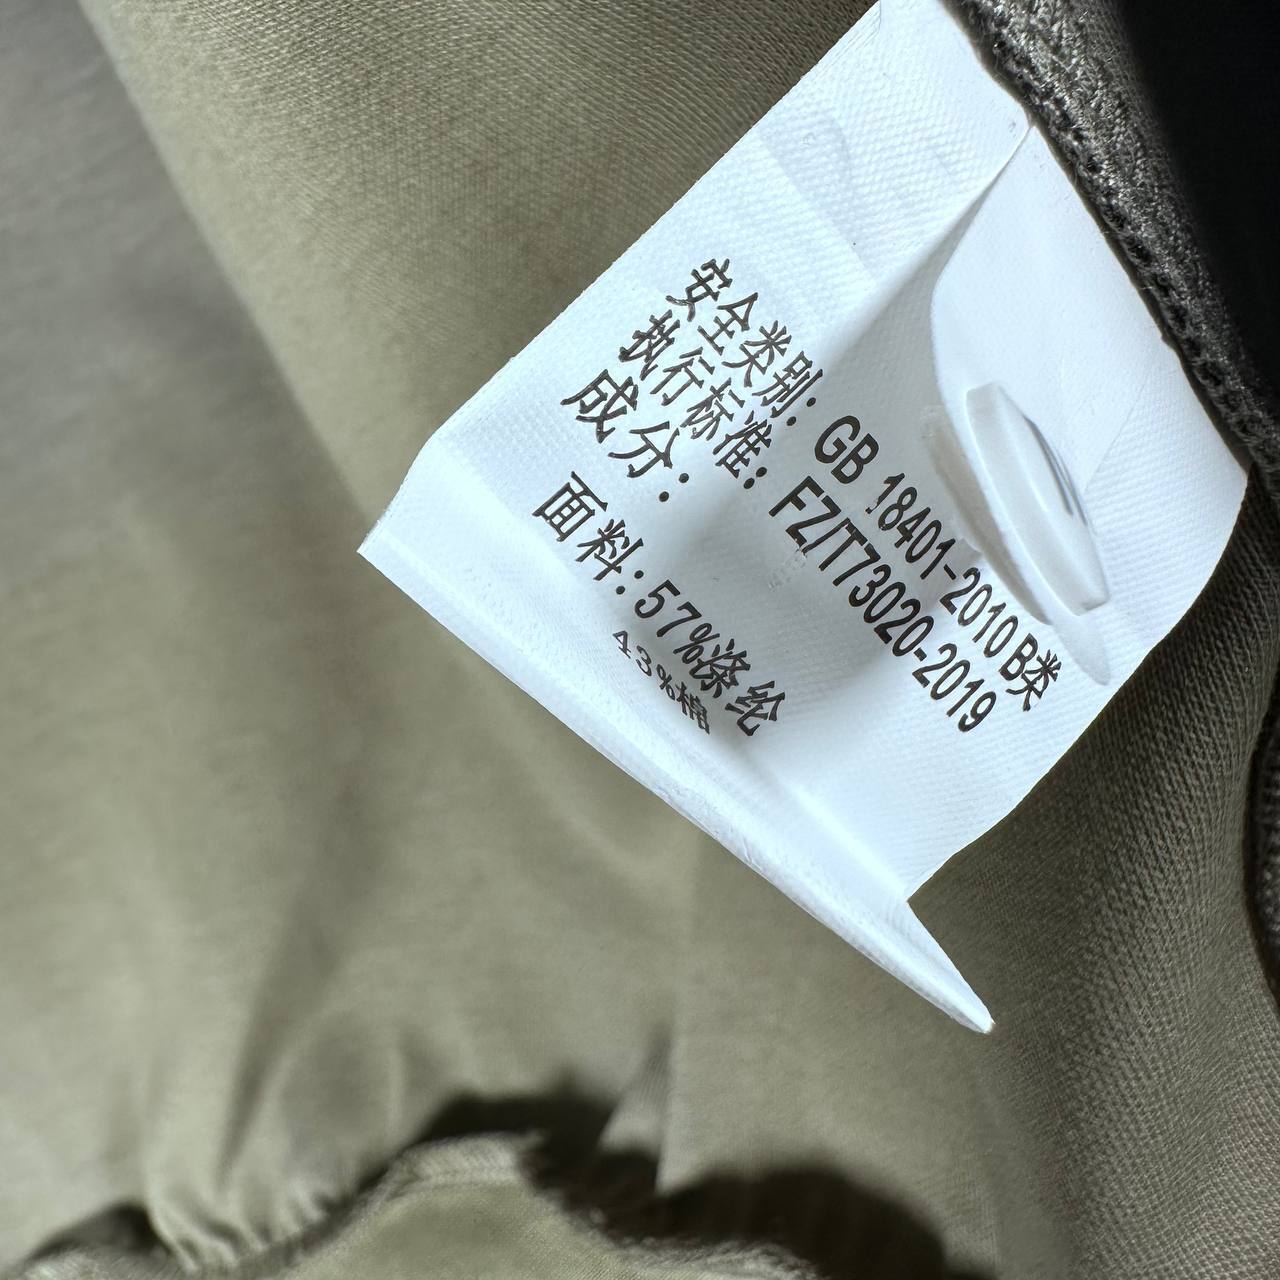 安全类别：GB 18401-2010 B类
执行标准：FZ/T73020-2019
成分：
面料：57%涤纶
43%棉